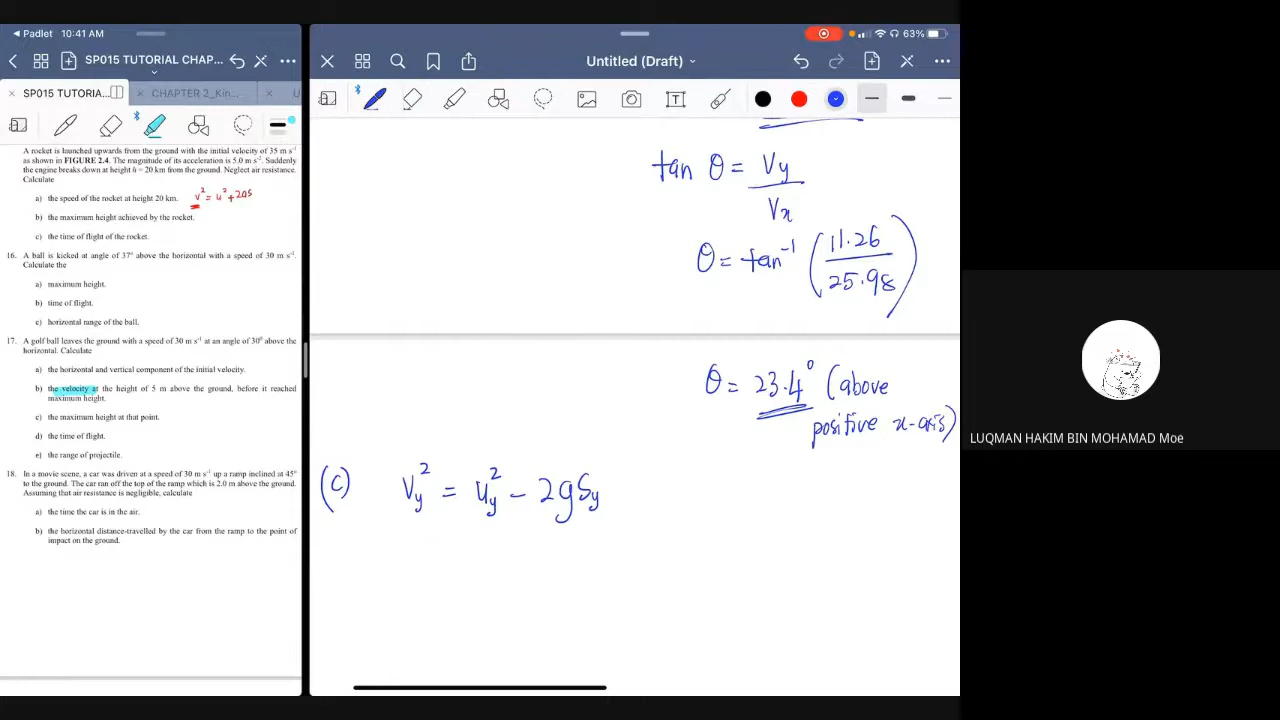 Padlet 10:41 AM
63%
SP015 TUTORIAL CHAP...
Untitled (Draft)
SP015 TUTORIA...
CHAPTER 2_Kin...
U
T
A rocket is launched upwards from the ground with the initial velocity of 35 m s⁻¹
as shown in FIGURE 2.4. The magnitude of its acceleration is 5.0 m s⁻². Suddenly
the engine breaks down at height h = 20 km from the ground. Neglect air resistance.
Calculate
a) the speed of the rocket at height 20 km. v² = u² + 2as
b) the maximum height achieved by the rocket.
c) the time of flight of the rocket.
16. A ball is kicked at angle of 37° above the horizontal with a speed of 30 m s⁻¹.
Calculate the
a) maximum height.
b) time of flight.
c) horizontal range of the ball.
17. A golf ball leaves the ground with a speed of 30 m s⁻¹ at an angle of 30⁰ above the
horizontal. Calculate
a) the horizontal and vertical component of the initial velocity.
b) the velocity at the height of 5 m above the ground, before it reached
maximum height.
c) the maximum height at that point.
d) the time of flight.
e) the range of projectile.
18. In a movie scene, a car was driven at a speed of 30 m s⁻¹ up a ramp inclined at 45°
to the ground. The car ran off the top of the ramp which is 2.0 m above the ground.
Assuming that air resistance is negligible, calculate
a) the time the car is in the air.
b) the horizontal distance-travelled by the car from the ramp to the point of
impact on the ground.
tan θ = Vy
Vx
θ = tan⁻¹ (11.26
25.98)
θ = 23.4° (above
positive x-axis)
(c) Vy² = uy² - 2gSy
LUQMAN HAKIM BIN MOHAMAD Moe